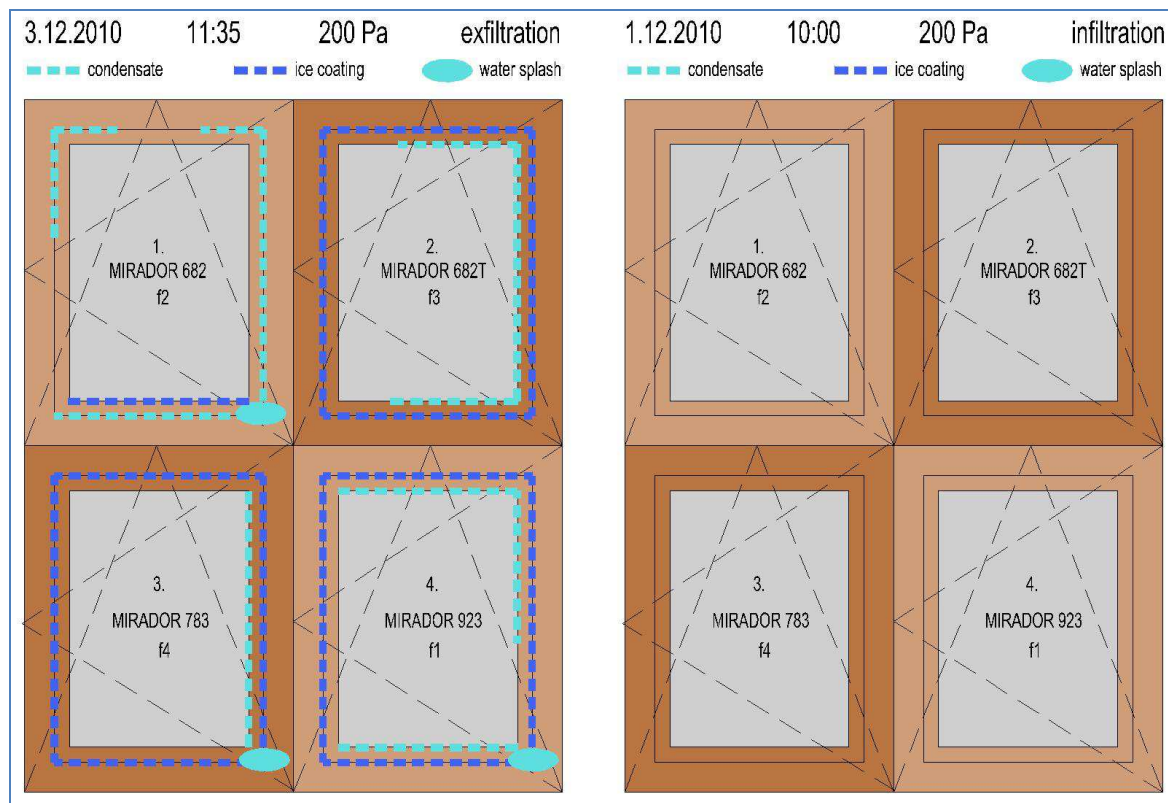 3.12.2010 11:35 200 Pa exfiltration
condensate ice coating water splash
1. 2.
MIRADOR 682 MIRADOR 682T
f2 f3
3. 4.
MIRADOR 783 MIRADOR 923
f4 f1
1.12.2010 10:00 200 Pa infiltration
condensate ice coating water splash
1. 2.
MIRADOR 682 MIRADOR 682T
f2 f3
3. 4.
MIRADOR 783 MIRADOR 923
f4 f1